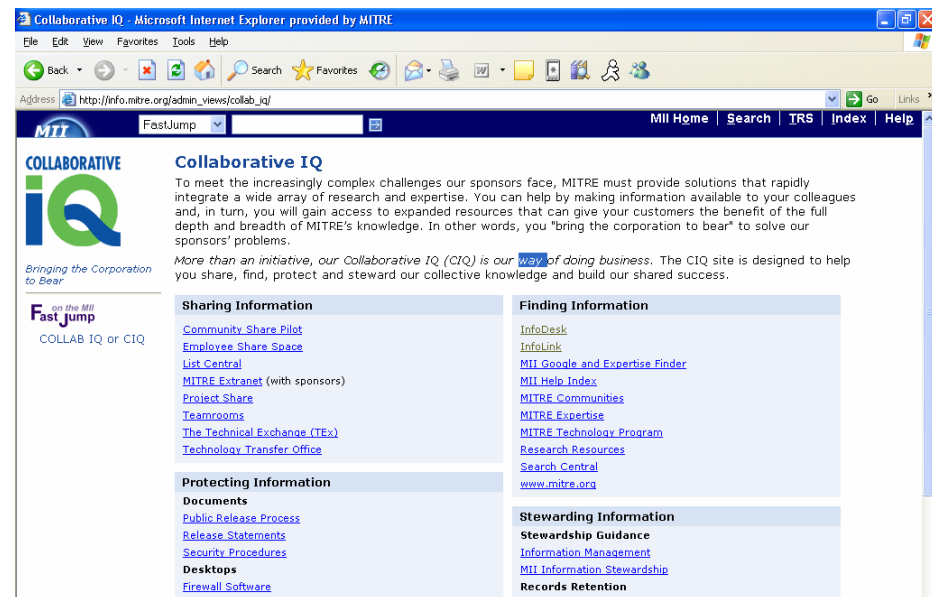 Collaborative IQ - Microsoft Internet Explorer provided by MITRE
File Edit View Favorites Tools Help
Back Search Favorites
Address http://info.mitre.org/admin_views/collab_iq/ Go Links
MII FastJump MII Home | Search | TRS | Index | Help
COLLABORATIVE
iQ
Bringing the Corporation
to Bear
Fast Jump on the MII
COLLAB IQ or CIQ
Collaborative IQ
To meet the increasingly complex challenges our sponsors face, MITRE must provide solutions that rapidly
integrate a wide array of research and expertise. You can help by making information available to your colleagues
and, in turn, you will gain access to expanded resources that can give your customers the benefit of the full
depth and breadth of MITRE's knowledge. In other words, you "bring the corporation to bear" to solve our
sponsors' problems.
More than an initiative, our Collaborative IQ (CIQ) is our way of doing business. The CIQ site is designed to help
you share, find, protect and steward our collective knowledge and build our shared success.
Sharing Information
Community Share Pilot
Employee Share Space
List Central
MITRE Extranet (with sponsors)
Project Share
Teamrooms
The Technical Exchange (TEx)
Technology Transfer Office
Protecting Information
Documents
Public Release Process
Release Statements
Security Procedures
Desktops
Firewall Software
Finding Information
InfoDesk
InfoLink
MII Google and Expertise Finder
MII Help Index
MITRE Communities
MITRE Expertise
MITRE Technology Program
Research Resources
Search Central
www.mitre.org
Stewarding Information
Stewardship Guidance
Information Management
MII Information Stewardship
Records Retention